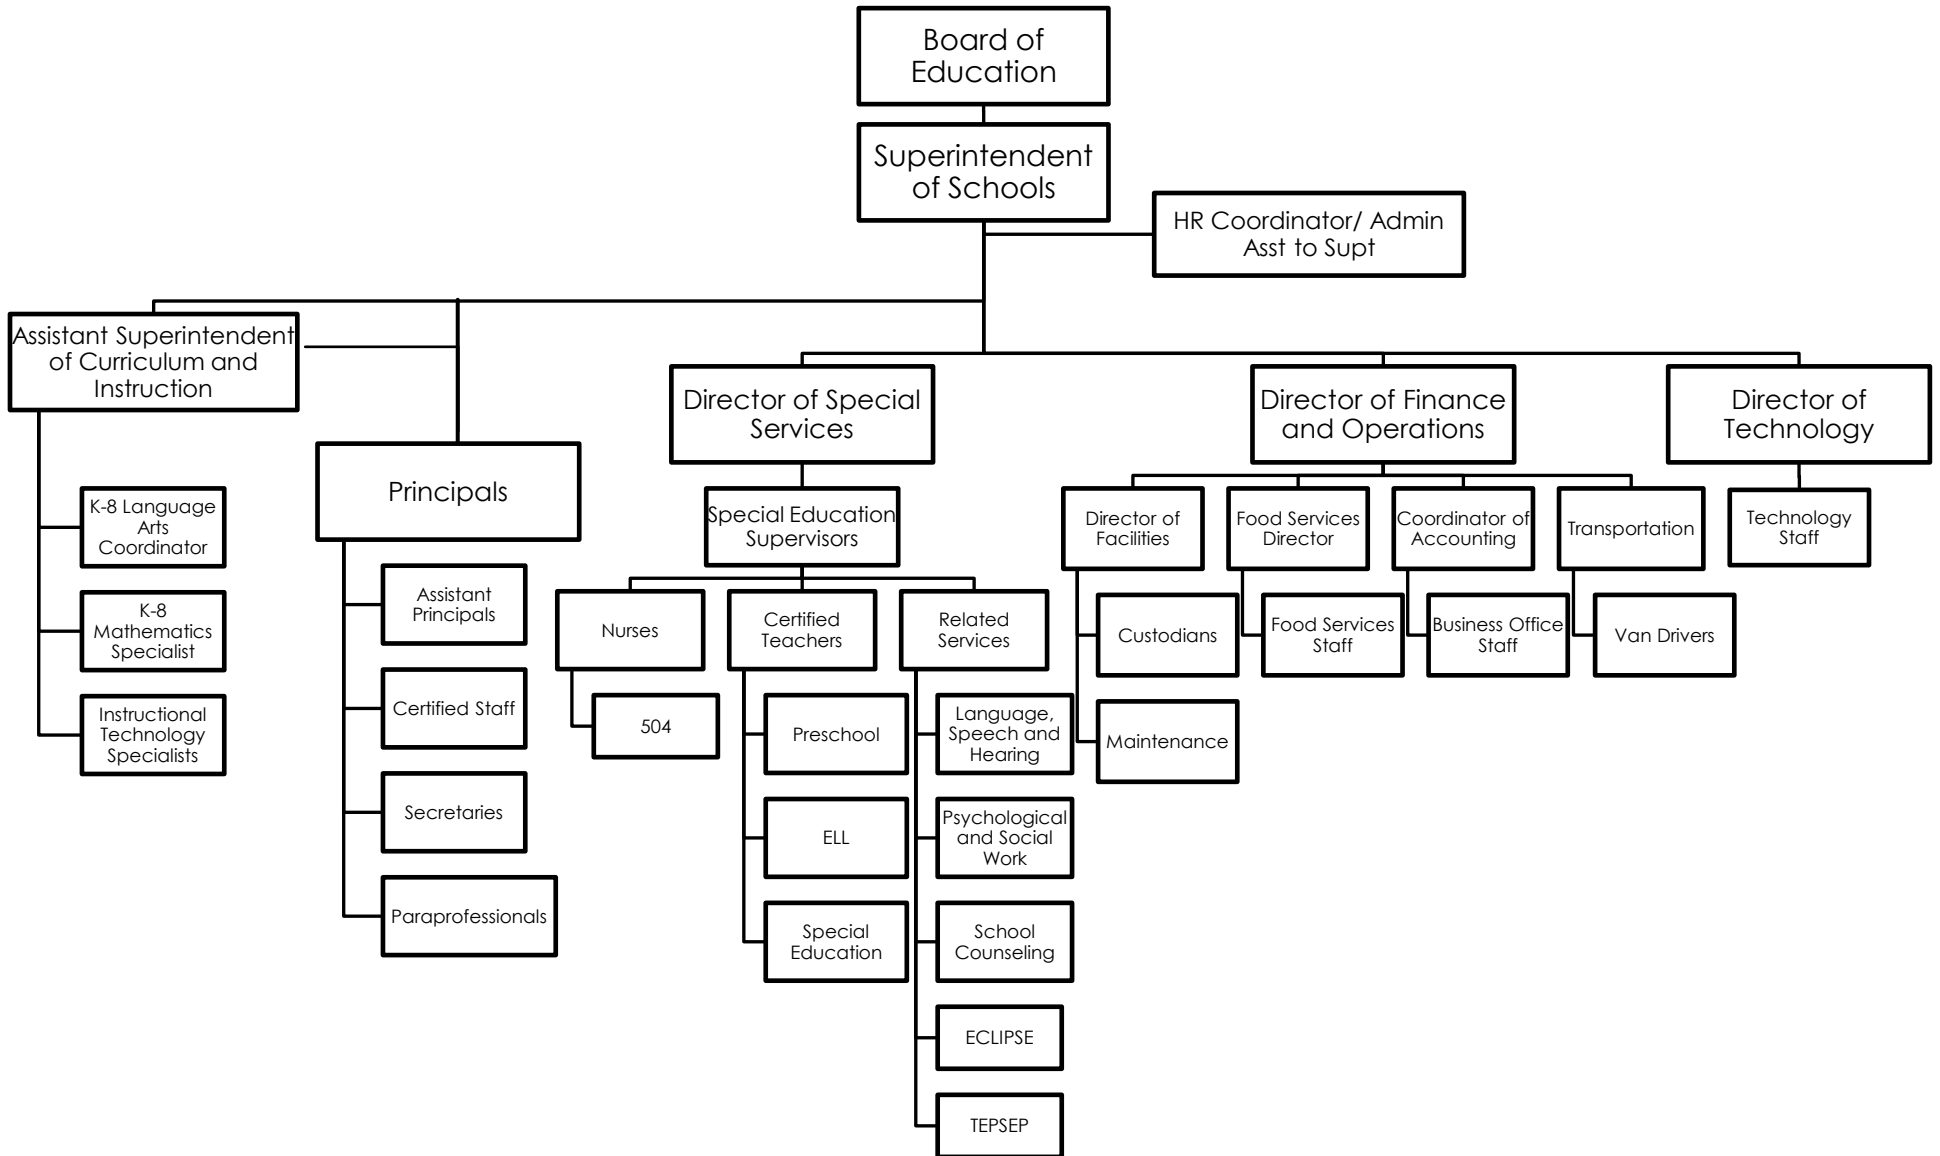 Board of
Education
Superintendent
of Schools
HR Coordinator/ Admin
Asst to Supt
Assistant Superintendent
of Curriculum and
Instruction
K-8 Language
Arts
Coordinator
K-8
Mathematics
Specialist
Instructional
Technology
Specialists
Principals
Assistant
Principals
Certified Staff
Secretaries
Paraprofessionals
Director of Special
Services
Special Education
Supervisors
Nurses
504
Certified
Teachers
Preschool
ELL
Special
Education
Related
Services
Language,
Speech and
Hearing
Psychological
and Social
Work
School
Counseling
ECLIPSE
TEPSEP
Director of Finance
and Operations
Director of
Facilities
Custodians
Maintenance
Food Services
Director
Food Services
Staff
Coordinator of
Accounting
Business Office
Staff
Transportation
Van Drivers
Director of
Technology
Technology
Staff